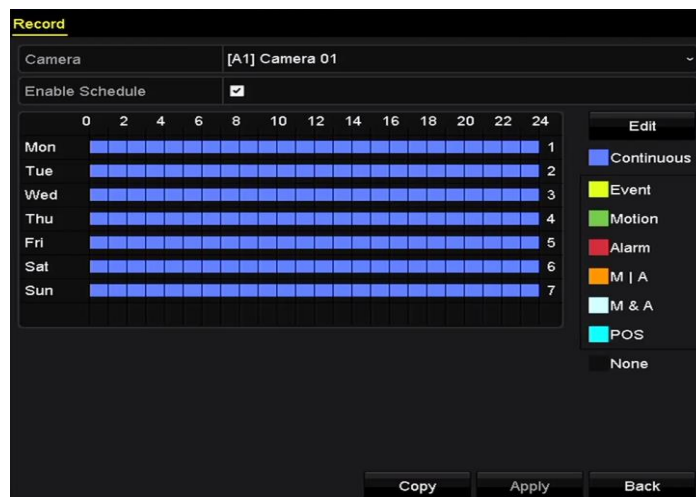 Record
Camera [A1] Camera 01
Enable Schedule
0 2 4 6 8 10 12 14 16 18 20 22 24
Edit
Mon 1
Continuous
Tue 2
Wed 3
Event
Thu 4
Motion
Fri 5
Alarm
Sat 6
M | A
Sun 7
M & A
POS
None
Copy Apply Back